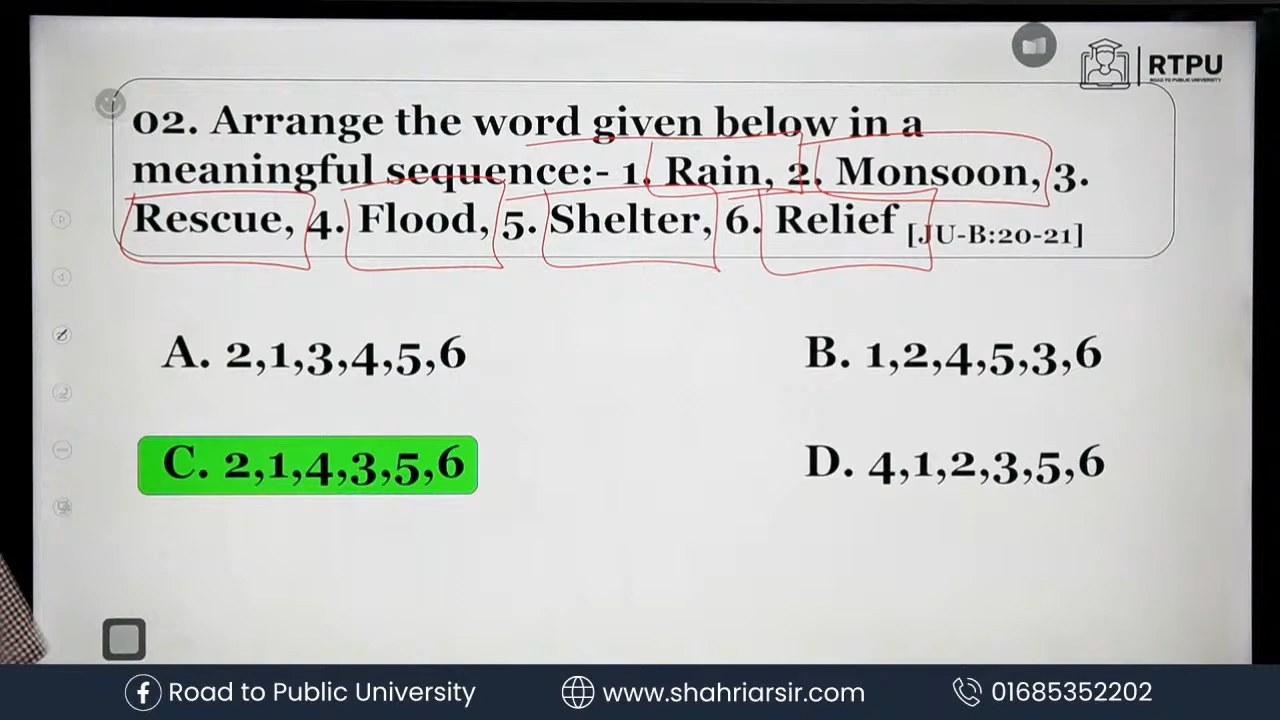 RTPU
ROAD TO PUBLIC UNIVERSITY
02. Arrange the word given below in a
meaningful sequence:- 1. Rain, 2. Monsoon, 3.
Rescue, 4. Flood, 5. Shelter, 6. Relief [JU-B:20-21]
A. 2,1,3,4,5,6
B. 1,2,4,5,3,6
C. 2,1,4,3,5,6
D. 4,1,2,3,5,6
Road to Public University
www.shahriarsir.com
01685352202